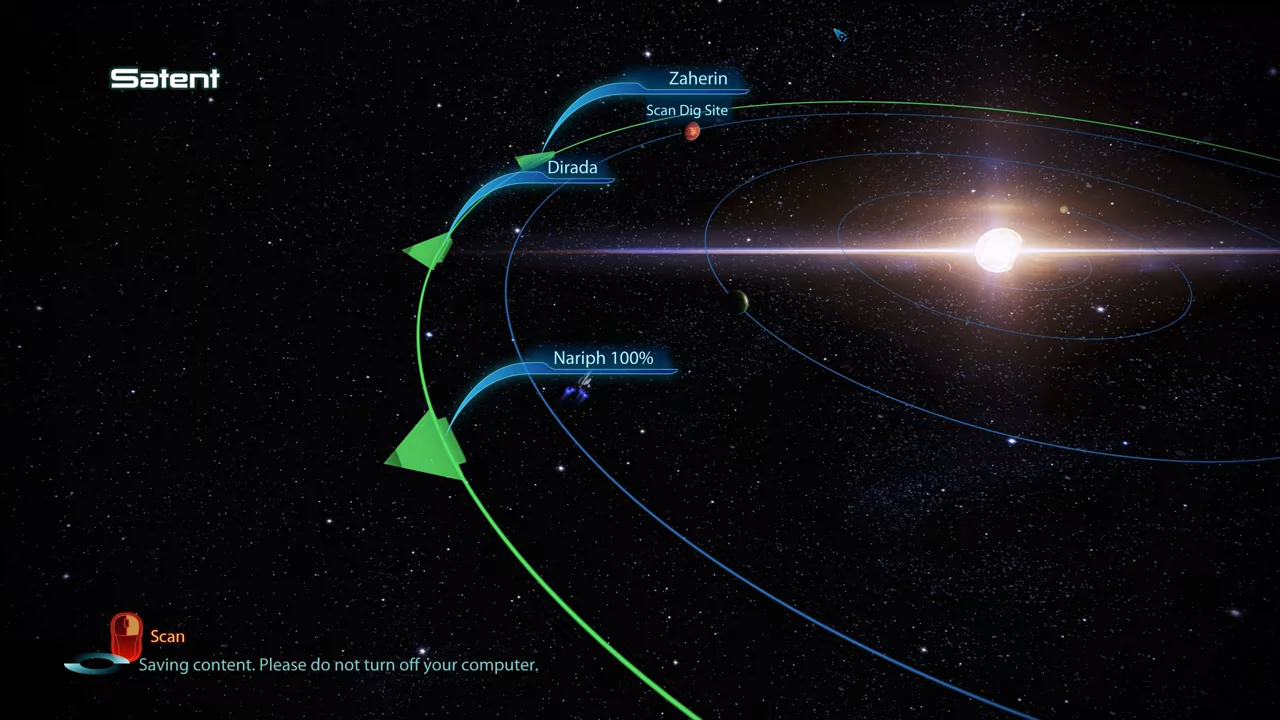 Satent
Zaherin
Scan Dig Site
Dirada
Nariph 100%
Scan
Saving content. Please do not turn off your computer.